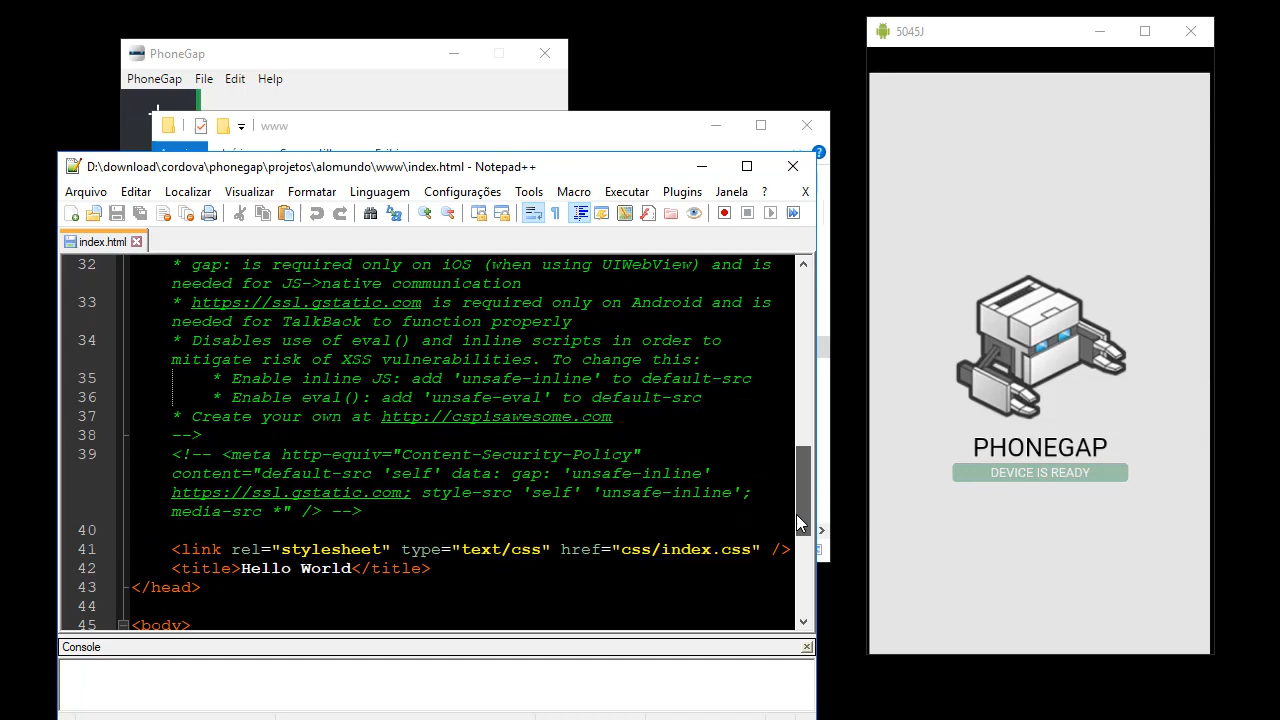 PhoneGap
PhoneGap File Edit Help
www
D:\download\cordova\phonegap\projetos\alomundo\www\index.html - Notepad++
Arquivo Editar Localizar Visualizar Formatar Linguagem Configurações Tools Macro Executar Plugins Janela ? X
index.html
32 * gap: is required only on iOS (when using UIWebView) and is
needed for JS->native communication
33 * https://ssl.gstatic.com is required only on Android and is
needed for TalkBack to function properly
34 * Disables use of eval() and inline scripts in order to
mitigate risk of XSS vulnerabilities. To change this:
35 * Enable inline JS: add 'unsafe-inline' to default-src
36 * Enable eval(): add 'unsafe-eval' to default-src
37 * Create your own at http://cspisawesome.com
38 -->
39 <!-- <meta http-equiv="Content-Security-Policy"
content="default-src 'self' data: gap: 'unsafe-inline'
https://ssl.gstatic.com; style-src 'self' 'unsafe-inline';
media-src *" /> -->
40
41 <link rel="stylesheet" type="text/css" href="css/index.css" />
42 <title>Hello World</title>
43 </head>
44
45 <body>
Console
5045J
PHONEGAP
DEVICE IS READY